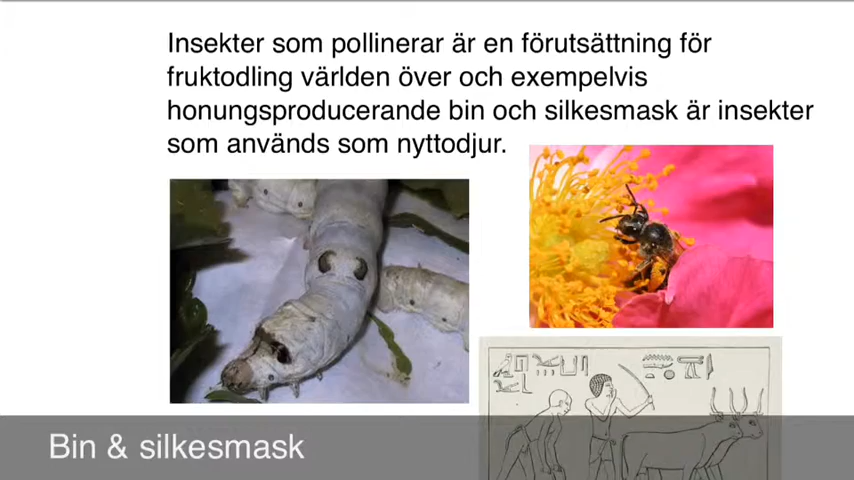 Insekter som pollinerar är en förutsättning för
fruktodling världen över och exempelvis
honungsproducerande bin och silkesmask är insekter
som används som nyttodjur.
Bin & silkesmask